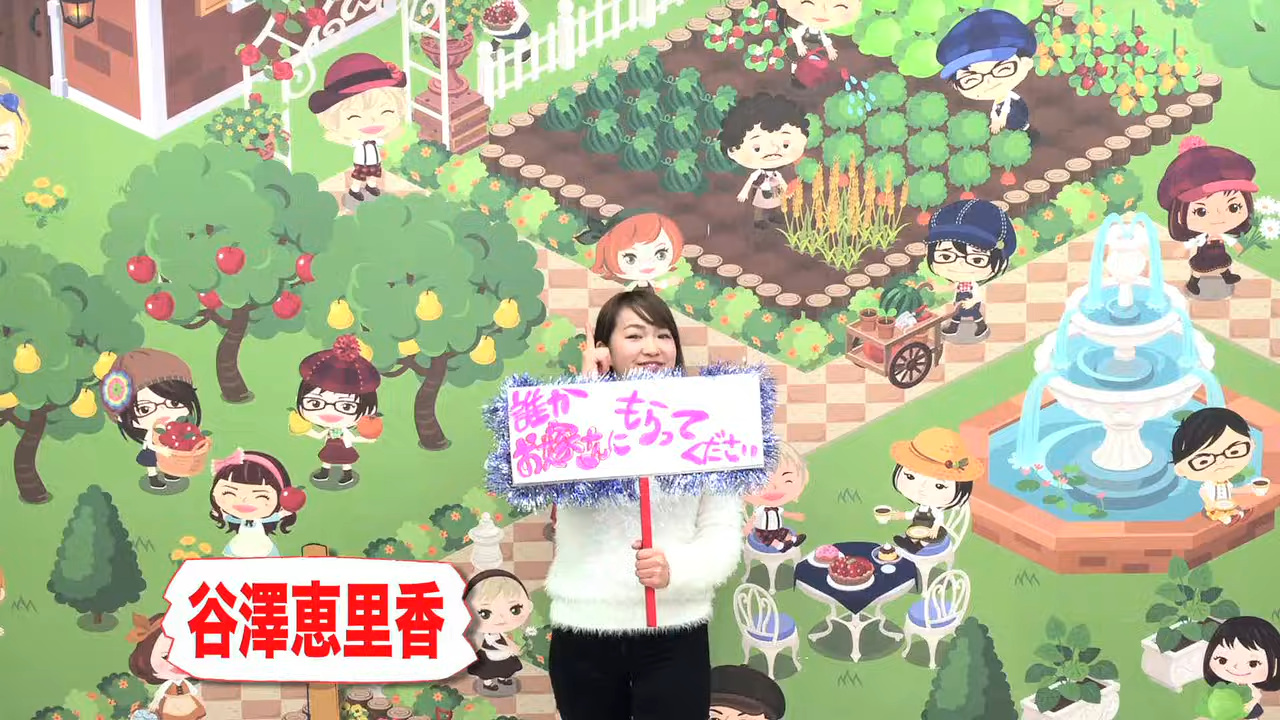 誰か
お嫁さんに
もらって
ください
谷澤恵里香